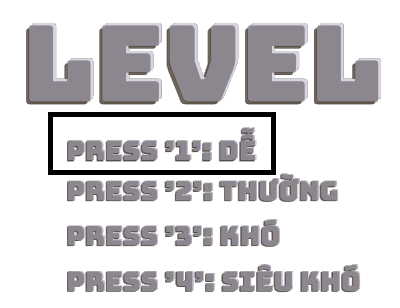 LEVEL
PRESS '1': DỄ
PRESS '2': THƯỜNG
PRESS '3': KHÓ
PRESS '4': SIÊU KHÓ